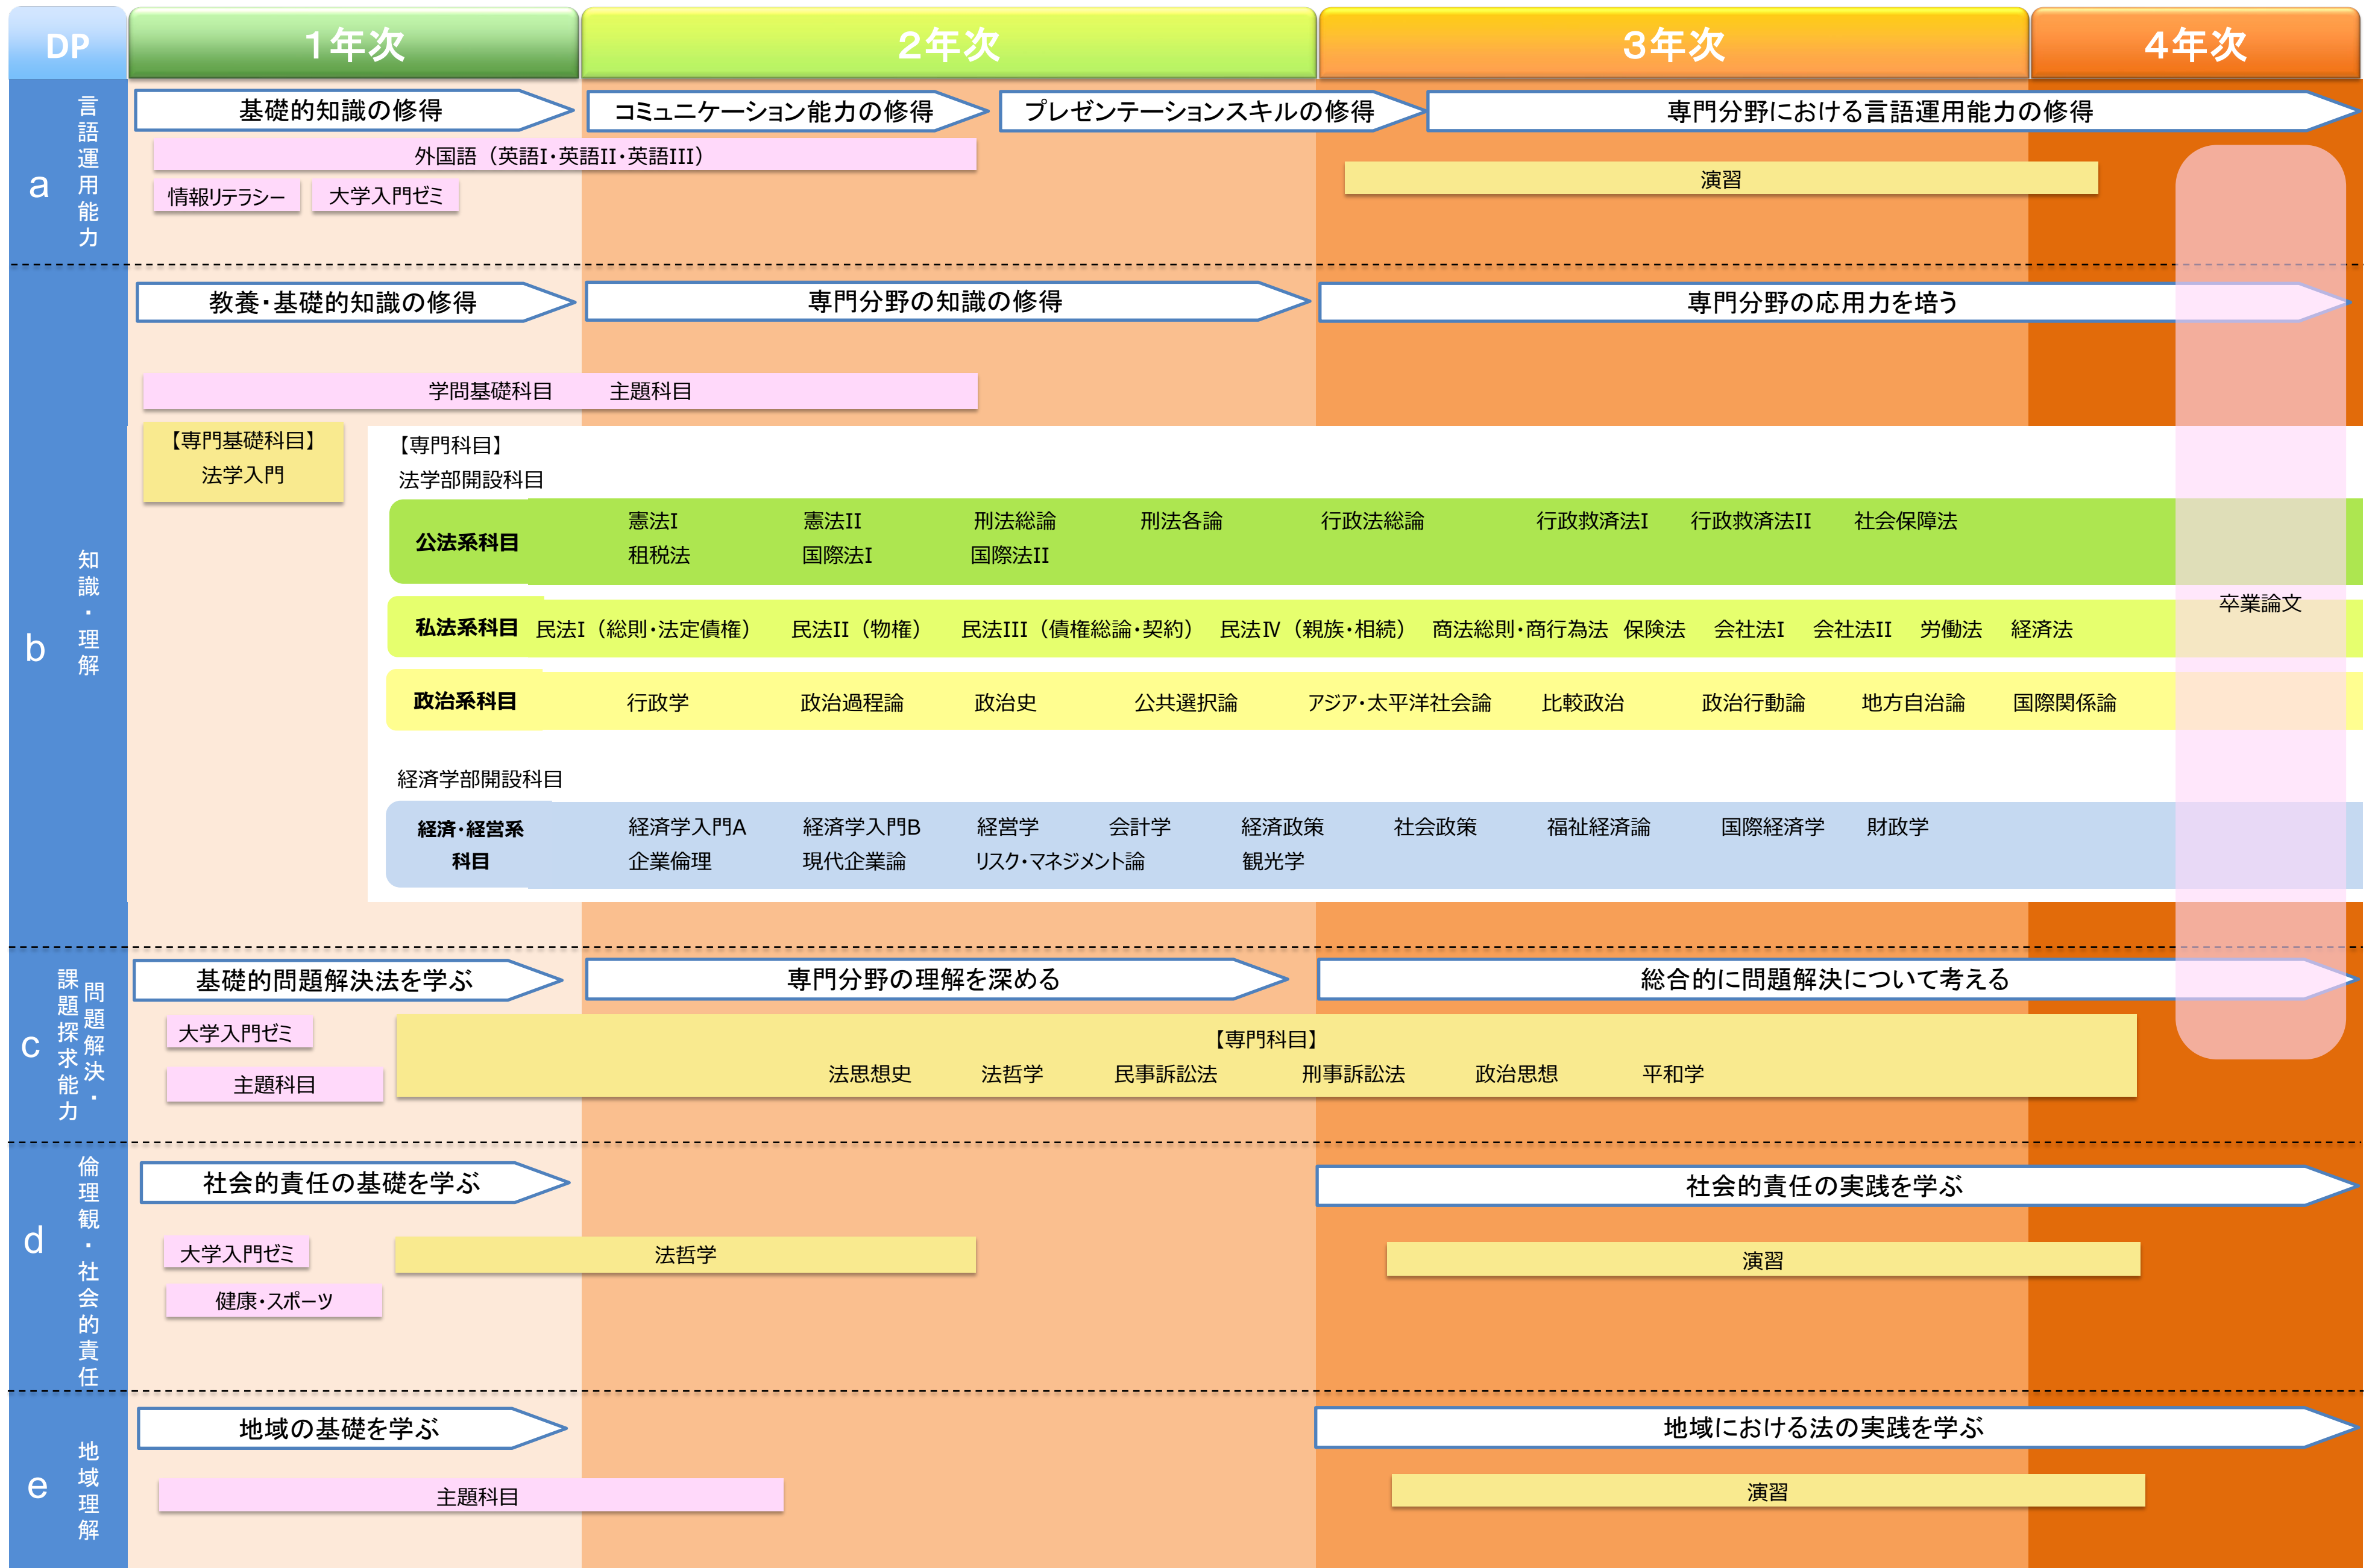 DP
1年次
2年次
3年次
4年次
a
言語運用能力
基礎的知識の修得
コミュニケーション能力の修得
プレゼンテーションスキルの修得
専門分野における言語運用能力の修得
外国語（英語I・英語II・英語III）
情報リテラシー
大学入門ゼミ
演習
b
知識・理解
教養・基礎的知識の修得
専門分野の知識の修得
専門分野の応用力を培う
学問基礎科目 主題科目
【専門基礎科目】
法学入門
【専門科目】
法学部開設科目
公法系科目
憲法I 憲法II 刑法総論 刑法各論 行政法総論 行政救済法I 行政救済法II 社会保障法
租税法 国際法I 国際法II
卒業論文
私法系科目
民法I（総則・法定債権） 民法II（物権） 民法III（債権総論・契約） 民法Ⅳ（親族・相続） 商法総則・商行為法 保険法 会社法I 会社法II 労働法 経済法
政治系科目
行政学 政治過程論 政治史 公共選択論 アジア・太平洋社会論 比較政治 政治行動論 地方自治論 国際関係論
経済学部開設科目
経済・経営系
科目
経済学入門A 経済学入門B 経営学 会計学 経済政策 社会政策 福祉経済論 国際経済学 財政学
企業倫理 現代企業論 リスク・マネジメント論 観光学
c
問題解決・
課題探求能力
基礎的問題解決法を学ぶ
専門分野の理解を深める
総合的に問題解決について考える
大学入門ゼミ
主題科目
【専門科目】
法思想史 法哲学 民事訴訟法 刑事訴訟法 政治思想 平和学
d
倫理観・社会的責任
社会的責任の基礎を学ぶ
社会的責任の実践を学ぶ
大学入門ゼミ
法哲学
演習
健康・スポーツ
e
地域理解
地域の基礎を学ぶ
地域における法の実践を学ぶ
主題科目
演習